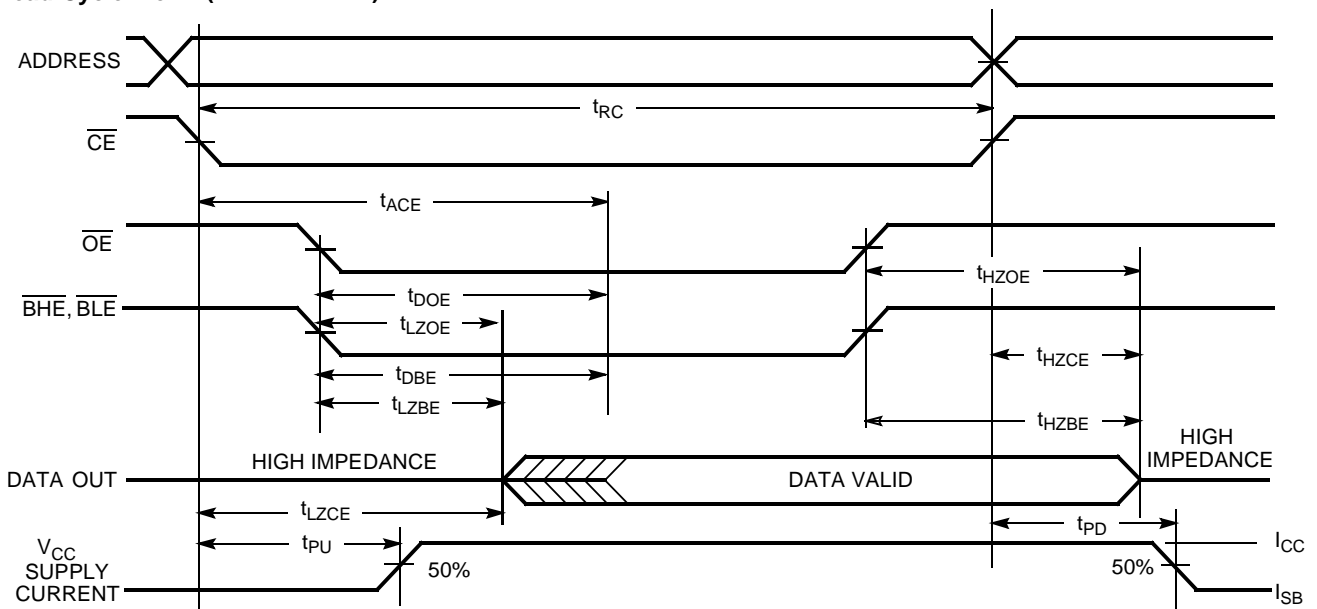 ADDRESS
tRC
CE
tACE
OE
tHZOE
tDOE
BHE, BLE
tLZOE
tHZCE
tDBE
tLZBE
tHZBE
HIGH IMPEDANCE
HIGH
IMPEDANCE
DATA OUT
DATA VALID
tLZCE
tPD
tPU
VCC
SUPPLY
CURRENT
50%
50%
ICC
ISB